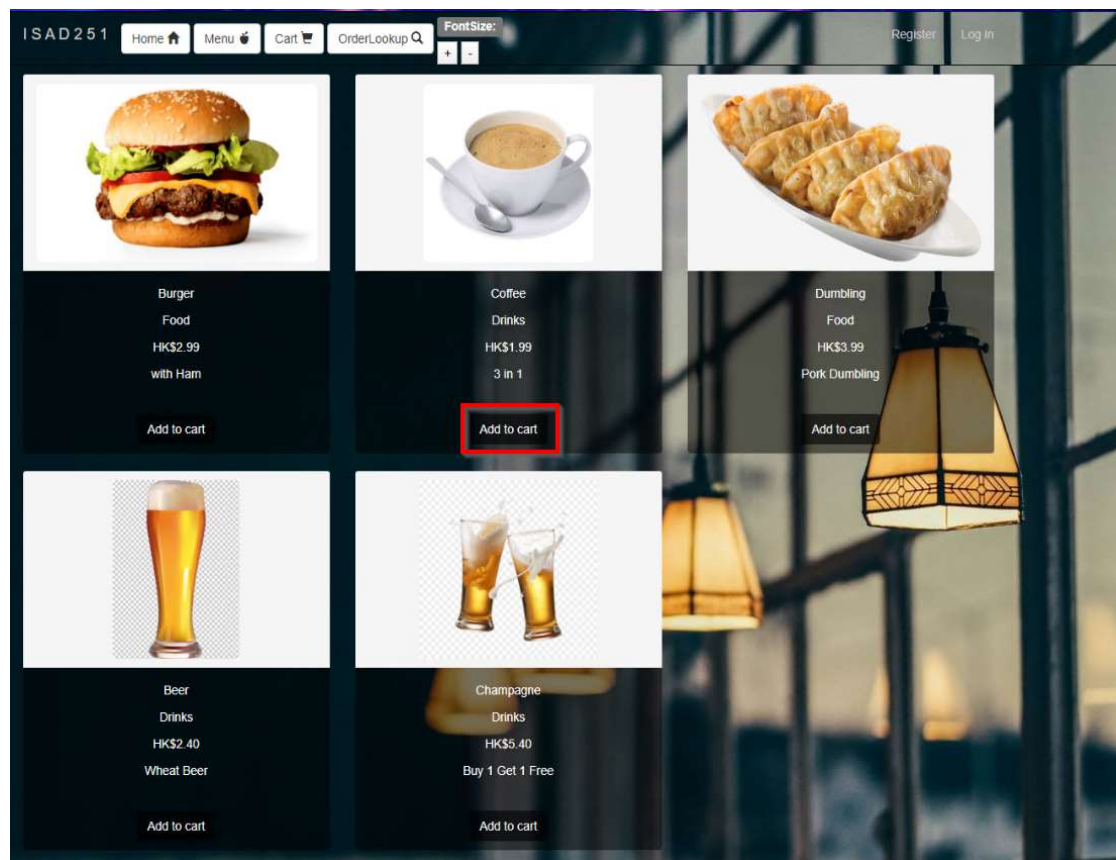 ISAD251 Home Menu Cart OrderLookup FontSize: Register Log in
+ -
Burger
Food
HK$2.99
with Ham
Add to cart
Coffee
Drinks
HK$1.99
3 in 1
Add to cart
Dumbling
Food
HK$3.99
Pork Dumbling
Add to cart
Beer
Drinks
HK$2.40
Wheat Beer
Add to cart
Champagne
Drinks
HK$5.40
Buy 1 Get 1 Free
Add to cart